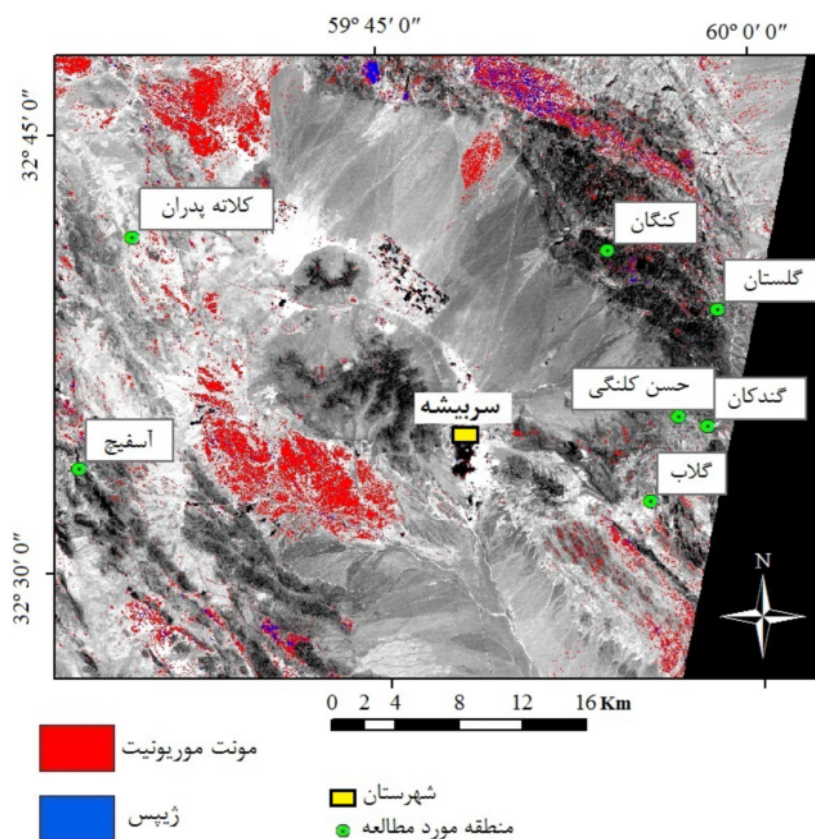 59° 45′ 0″
60° 0′ 0″
32° 45′ 0″
کلاته پدران
کنگان
گلستان
حسن کلنگی
گندکان
سربیشه
آسفیچ
گلاب
32° 30′ 0″
N
0 2 4 8 12 16 Km
مونت موریونیت
ژیپس
شهرستان
منطقه مورد مطالعه